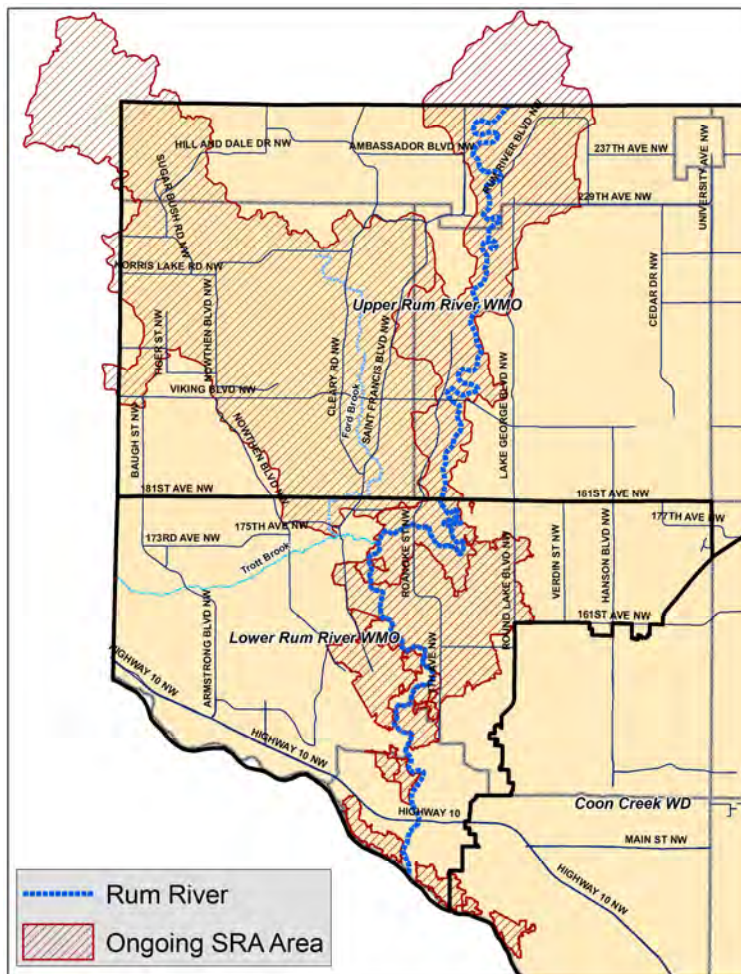 HILL AND DALE DR NW
AMBASSADOR BLVD NW
RUM RIVER BLVD NW
237TH AVE NW
UNIVERSITY AVE NW
SUGAR BUSH RD NW
229TH AVE NW
NORRIS LAKE RD NW
CEDAR DR NW
Upper Rum River WMO
TIGER ST NW
NOWTHEN BLVD NW
CLEARY RD NW
Ford Brook
SAINT FRANCIS BLVD NW
LAKE GEORGE BLVD NW
VIKING BLVD NW
BAUGH ST NW
NOWTHEN BLVD NW
181ST AVE NW
161ST AVE NW
177TH AVE NW
173RD AVE NW
175TH AVE NW
ROANOKE ST NW
VERDIN ST NW
HANSON BLVD NW
Trott Brook
ROUND LAKE BLVD NW
161ST AVE NW
ARMSTRONG BLVD NW
Lower Rum River WMO
7TH AVE NW
HIGHWAY 10 NW
HIGHWAY 10 NW
HIGHWAY 10
Coon Creek WD
MAIN ST NW
HIGHWAY 10 NW
Rum River
Ongoing SRA Area